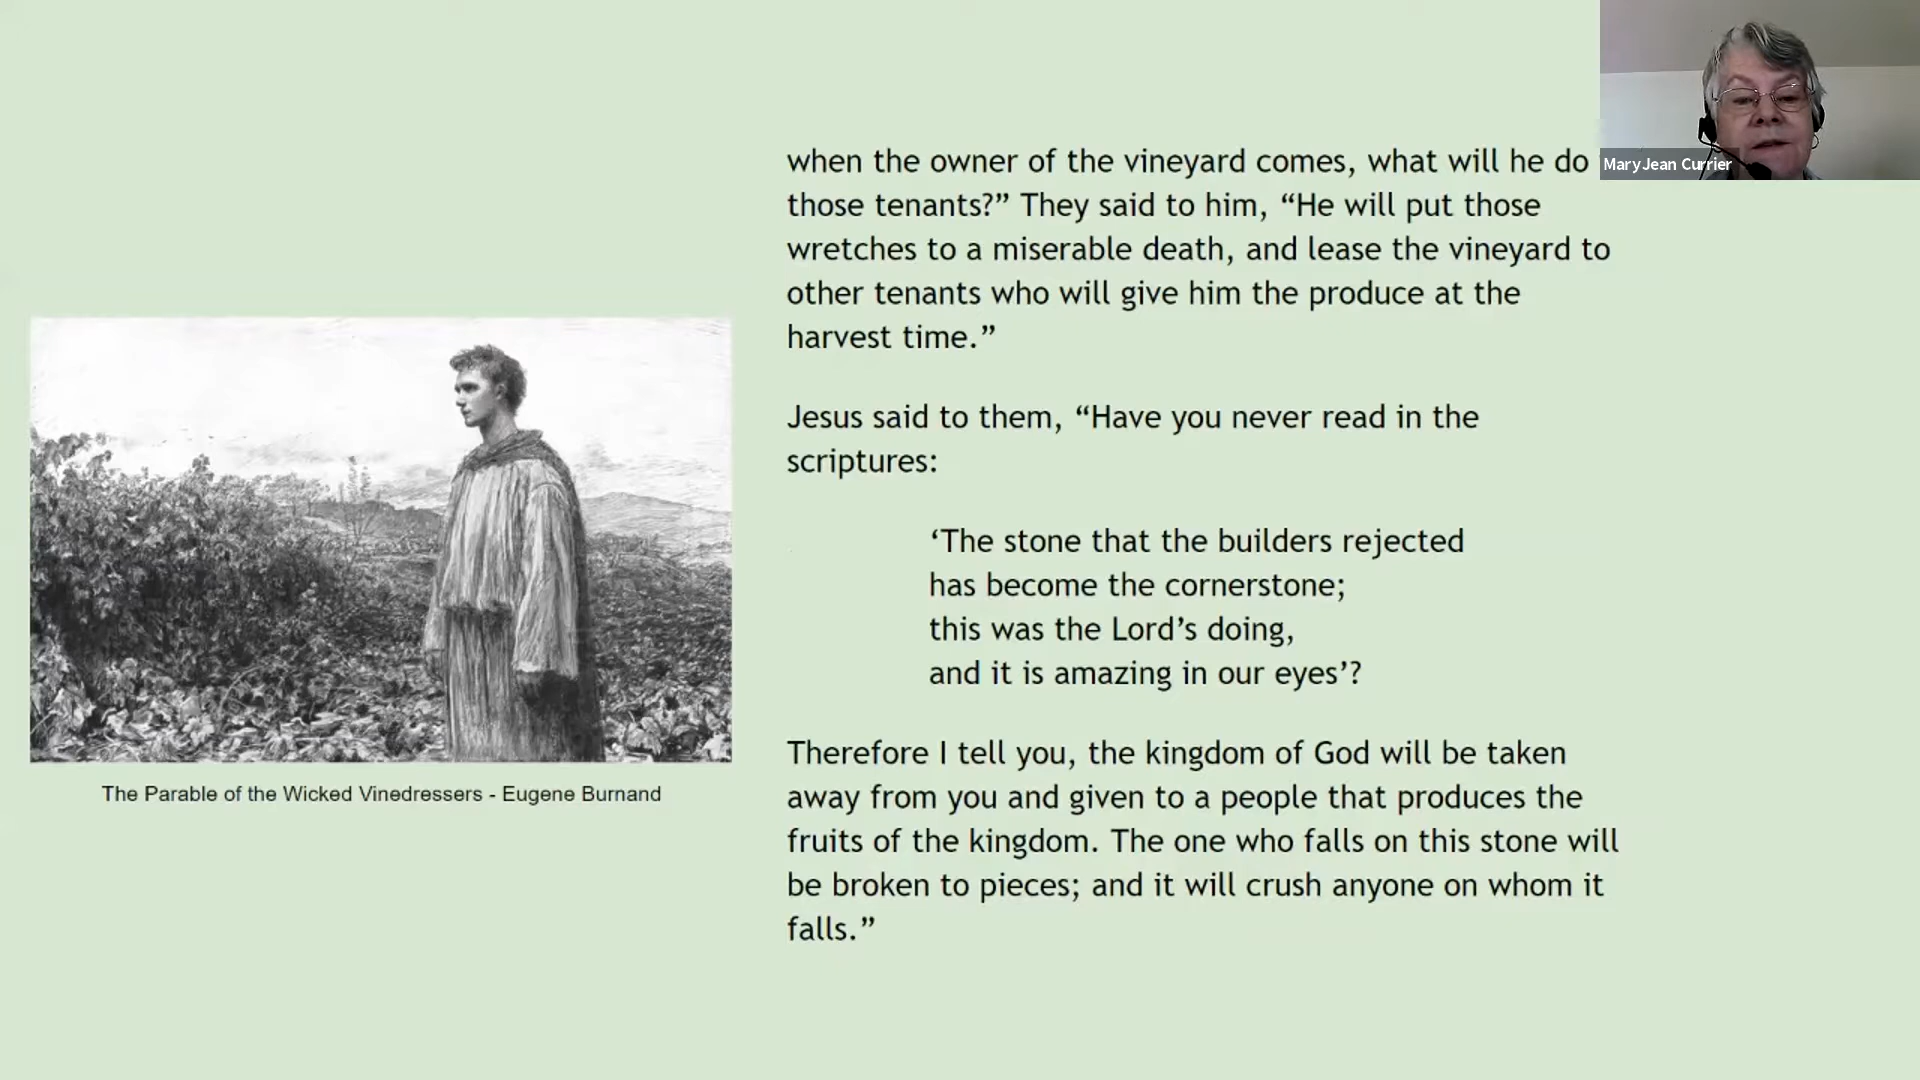 MaryJean Currier
when the owner of the vineyard comes, what will he do
those tenants?” They said to him, “He will put those
wretches to a miserable death, and lease the vineyard to
other tenants who will give him the produce at the
harvest time.”
Jesus said to them, “Have you never read in the
scriptures:
‘The stone that the builders rejected
has become the cornerstone;
this was the Lord’s doing,
and it is amazing in our eyes’?
Therefore I tell you, the kingdom of God will be taken
away from you and given to a people that produces the
fruits of the kingdom. The one who falls on this stone will
be broken to pieces; and it will crush anyone on whom it
falls.”
The Parable of the Wicked Vinedressers - Eugene Burnand